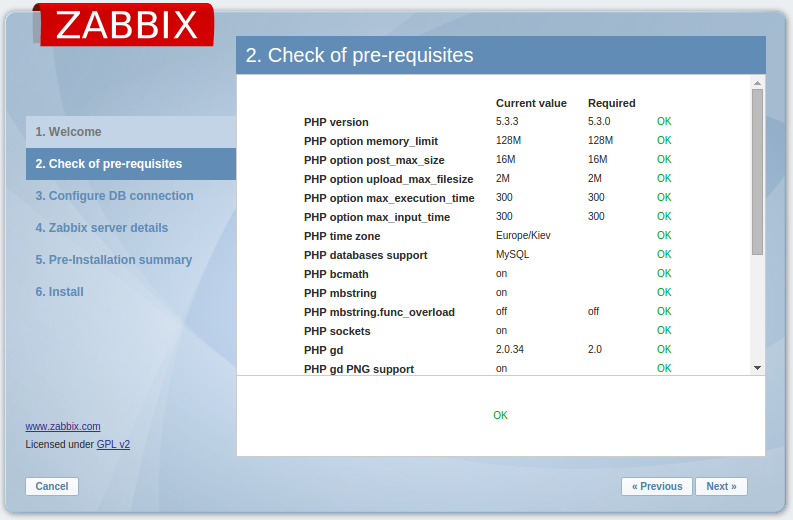 ZABBIX
2. Check of pre-requisites
1. Welcome
2. Check of pre-requisites
3. Configure DB connection
4. Zabbix server details
5. Pre-Installation summary
6. Install
Current value Required
PHP version 5.3.3 5.3.0 OK
PHP option memory_limit 128M 128M OK
PHP option post_max_size 16M 16M OK
PHP option upload_max_filesize 2M 2M OK
PHP option max_execution_time 300 300 OK
PHP option max_input_time 300 300 OK
PHP time zone Europe/Kiev OK
PHP databases support MySQL OK
PHP bcmath on OK
PHP mbstring on OK
PHP mbstring.func_overload off off OK
PHP sockets on OK
PHP gd 2.0.34 2.0 OK
PHP gd PNG support on OK
OK
www.zabbix.com
Licensed under GPL v2
Cancel
« Previous
Next »